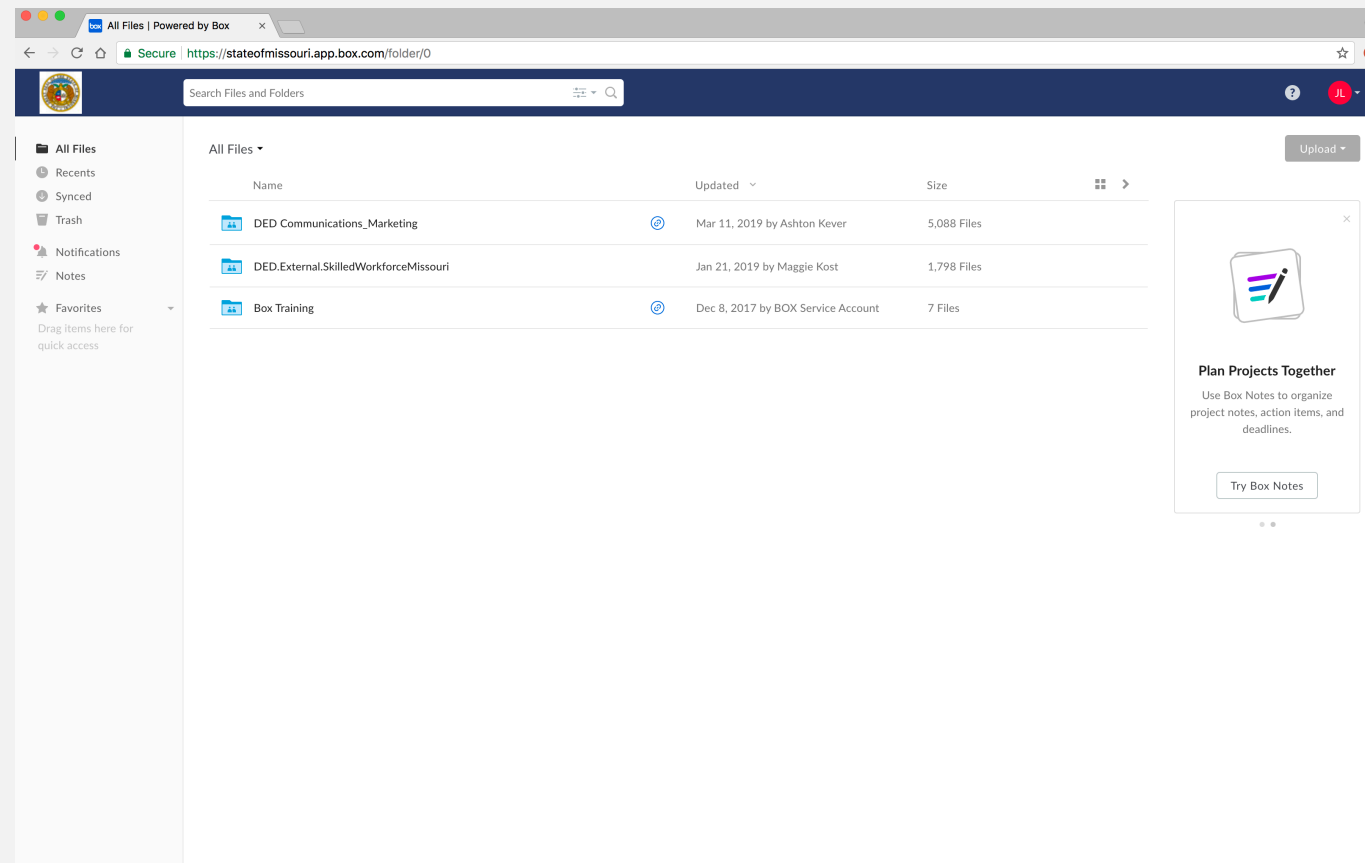 box All Files | Powered by Box
Secure https://stateofmissouri.app.box.com/folder/0
Search Files and Folders
? JL
All Files
Recents
Synced
Trash
Notifications
Notes
Favorites
Drag items here for
quick access
All Files
Upload
Name Updated Size
DED Communications_Marketing Mar 11, 2019 by Ashton Kever 5,088 Files
DED.External.SkilledWorkforceMissouri Jan 21, 2019 by Maggie Kost 1,798 Files
Box Training Dec 8, 2017 by BOX Service Account 7 Files
Plan Projects Together
Use Box Notes to organize
project notes, action items, and
deadlines.
Try Box Notes